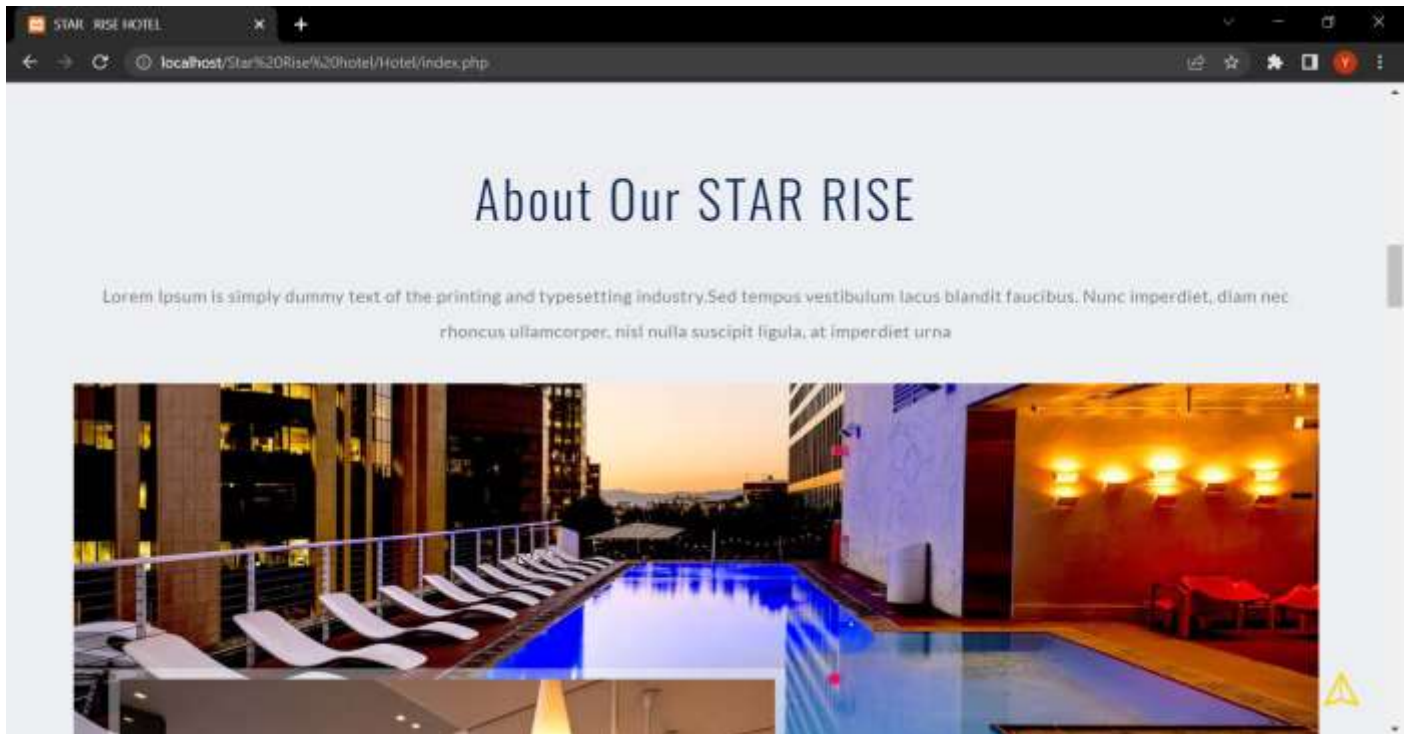 STAR RISE HOTEL
localhost/Star%20Rise%20hotel/Hotel/index.php
Y
About Our STAR RISE
Lorem Ipsum is simply dummy text of the printing and typesetting industry.Sed tempus vestibulum lacus blandit faucibus. Nunc imperdiet, diam nec
rhoncus ullamcorper, nisl nulla suscipit ligula, at imperdiet urna